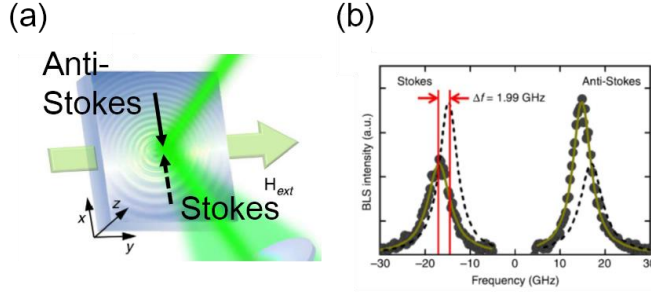 (a)
Anti-
Stokes
Stokes
H_ext
x
z
y
(b)
Stokes
Anti-Stokes
Δf = 1.99 GHz
BLS intensity (a.u.)
-30 -20 -10 0 10 20 30
Frequency (GHz)